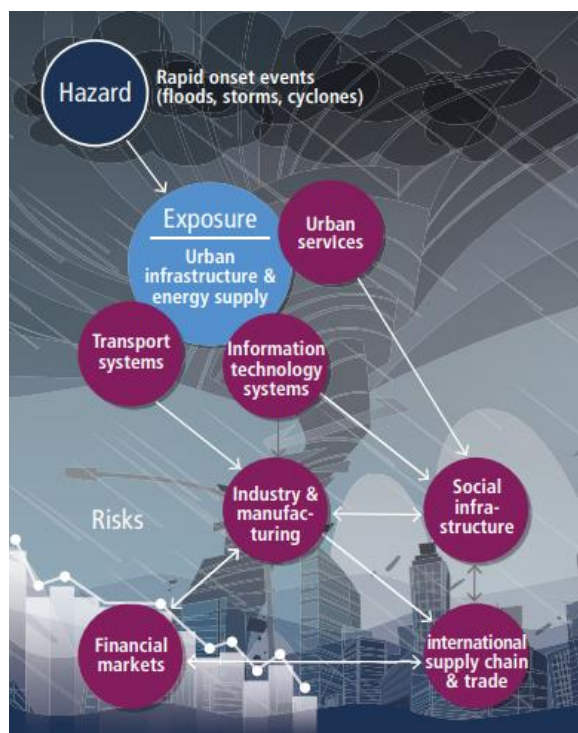 Hazard
Rapid onset events
(floods, storms, cyclones)
Exposure
Urban
infrastructure &
energy supply
Urban
services
Transport
systems
Information
technology
systems
Industry &
manufac-
turing
Social
infra-
structure
Risks
Financial
markets
international
supply chain
& trade